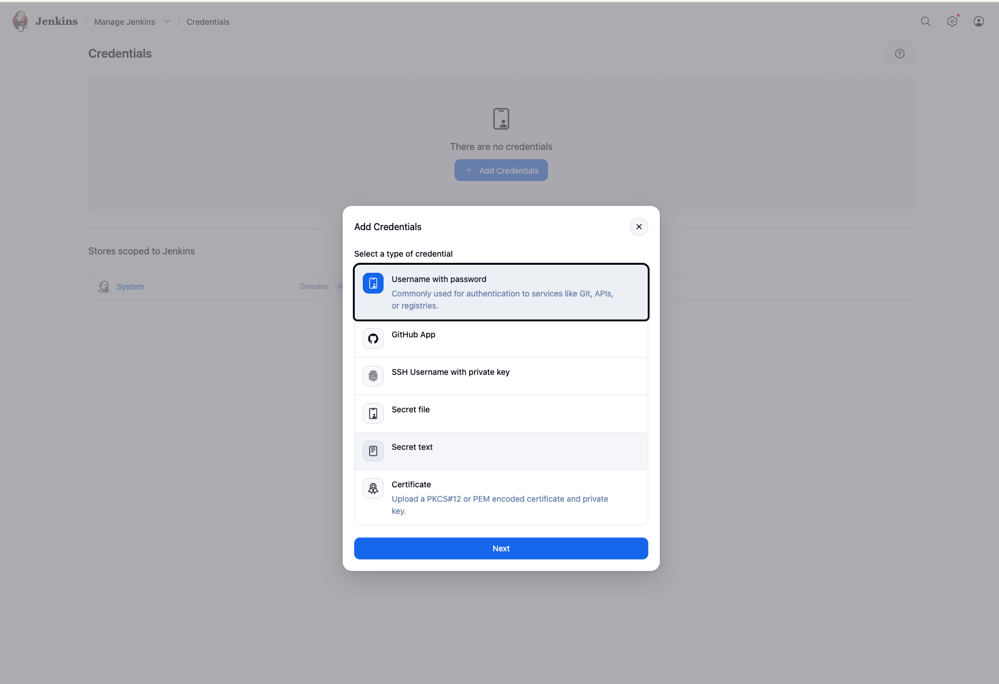 Jenkins / Manage Jenkins / Credentials
Credentials
There are no credentials
+ Add Credentials
Stores scoped to Jenkins
System Domains: G
Add Credentials
Select a type of credential
Username with password
Commonly used for authentication to services like Git, APIs,
or registries.
GitHub App
SSH Username with private key
Secret file
Secret text
Certificate
Upload a PKCS#12 or PEM encoded certificate and private
key.
Next